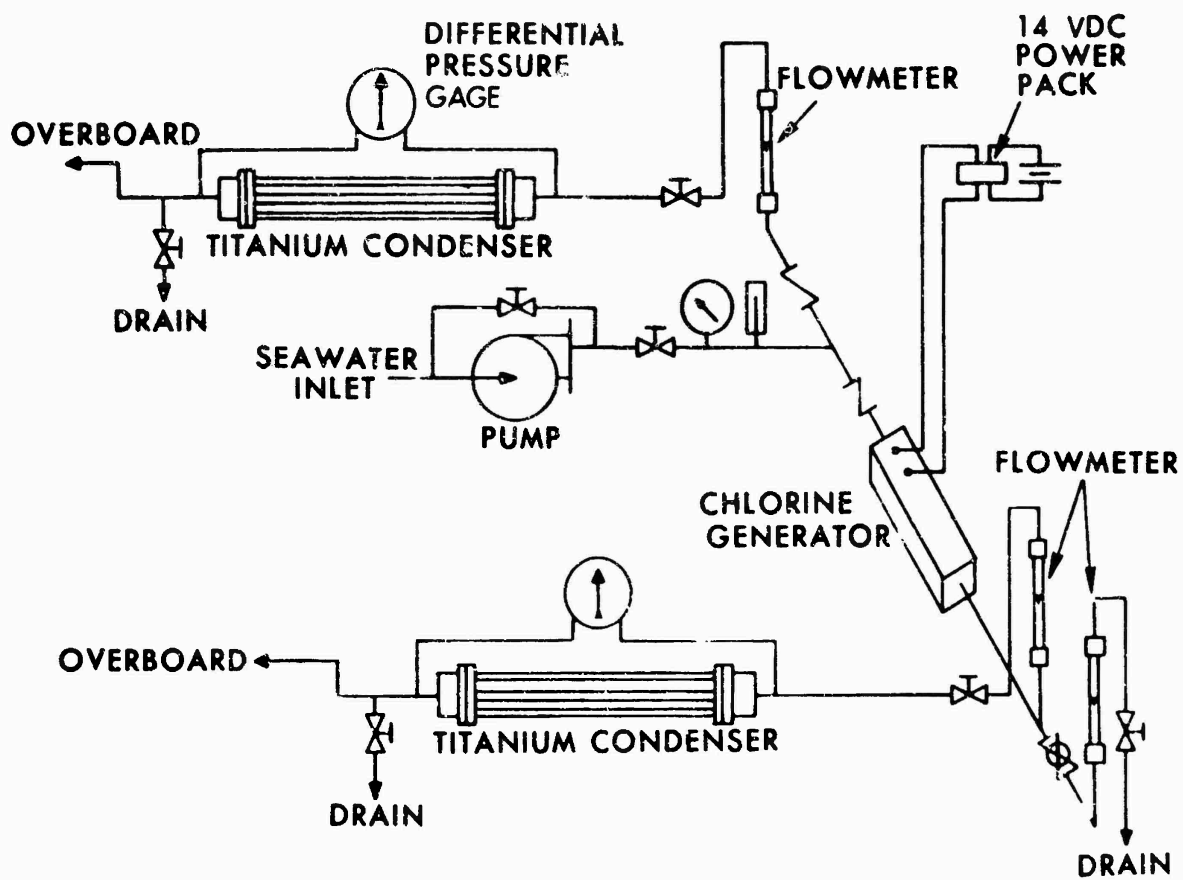 DIFFERENTIAL
PRESSURE
GAGE
14 VDC
POWER
PACK
FLOWMETER
OVERBOARD
TITANIUM CONDENSER
DRAIN
SEAWATER
INLET
PUMP
FLOWMETER
CHLORINE
GENERATOR
OVERBOARD
TITANIUM CONDENSER
DRAIN
DRAIN